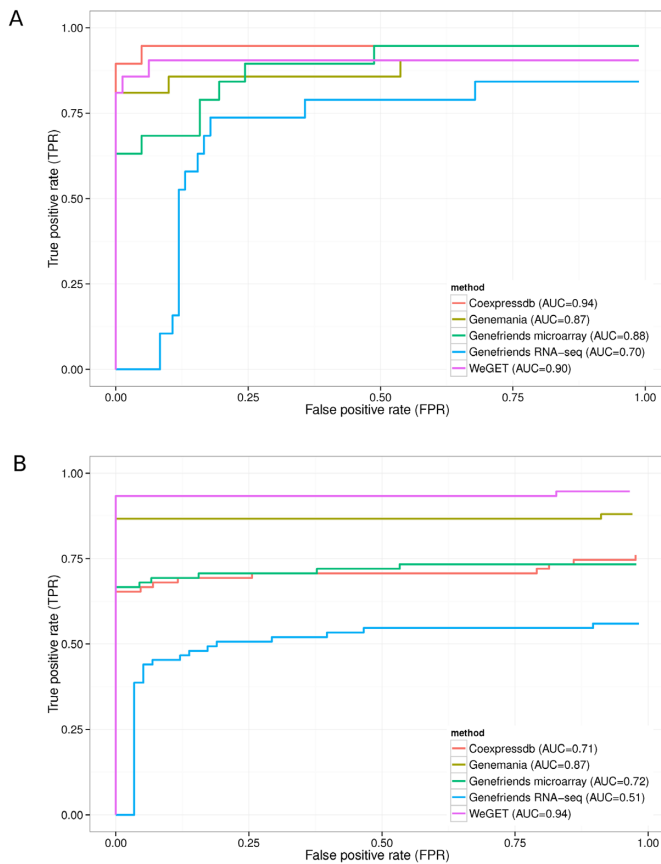 A
1.00
0.75
0.50
0.25
0.00
True positive rate (TPR)
method
Coexpressdb (AUC=0.94)
Genemania (AUC=0.87)
Genefriends microarray (AUC=0.88)
Genefriends RNA-seq (AUC=0.70)
WeGET (AUC=0.90)
0.00 0.25 0.50 0.75 1.00
False positive rate (FPR)
B
1.00
0.75
0.50
0.25
0.00
True positive rate (TPR)
method
Coexpressdb (AUC=0.71)
Genemania (AUC=0.87)
Genefriends microarray (AUC=0.72)
Genefriends RNA-seq (AUC=0.51)
WeGET (AUC=0.94)
0.00 0.25 0.50 0.75 1.00
False positive rate (FPR)